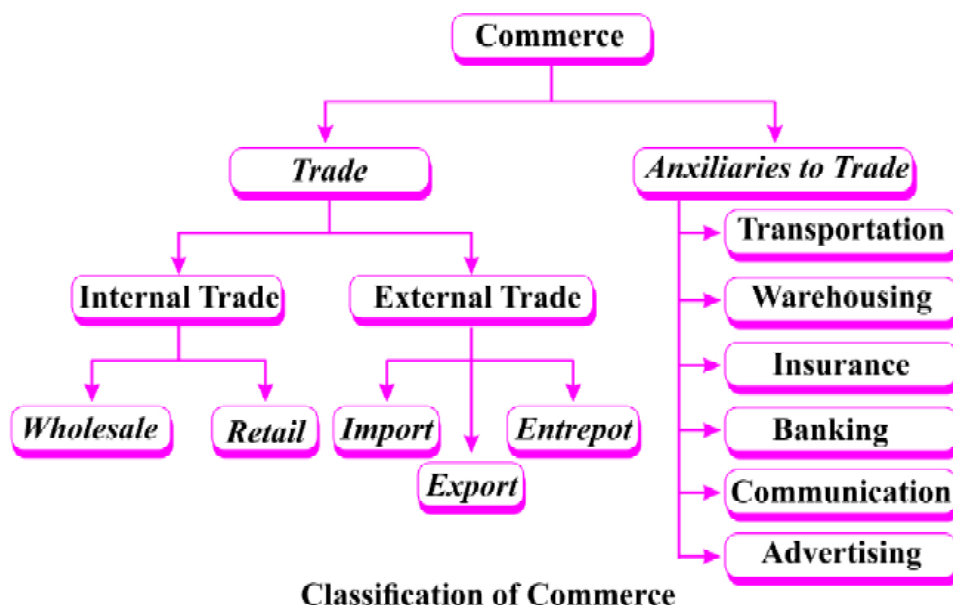 Commerce
Trade
Anxiliaries to Trade
Internal Trade
External Trade
Wholesale
Retail
Import
Export
Entrepot
Transportation
Warehousing
Insurance
Banking
Communication
Advertising
Classification of Commerce